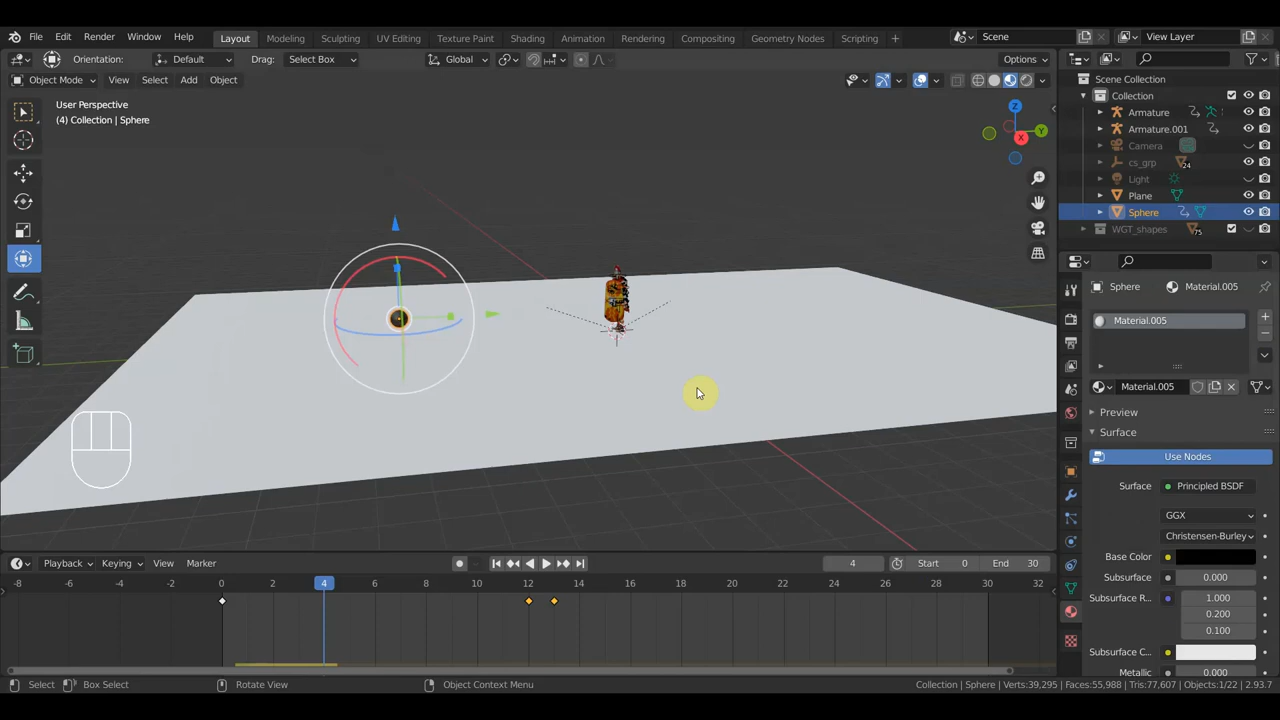 File Edit Render Window Help Layout Modeling Sculpting UV Editing Texture Paint Shading Animation Rendering Compositing Geometry Nodes Scripting + Scene View Layer
Orientation: Default Drag: Select Box Global Options
Object Mode View Select Add Object
User Perspective
(4) Collection | Sphere
Z
Y
X
Scene Collection
Collection
Armature
Armature.001
Camera
cs_grp 24
Light
Plane
Sphere
WGT_shapes 75
Sphere Material.005
Material.005
Material.005
Preview
Surface
Use Nodes
Surface Principled BSDF
GGX
Christensen-Burley
Base Color
Subsurface 0.000
Subsurface R... 1.000
0.200
0.100
Subsurface C...
Metallic 0.000
Playback Keying View Marker 4 Start 0 End 30
-8 -6 -4 -2 0 2 4 6 8 10 12 14 16 18 20 22 24 26 28 30 32
Select Box Select Rotate View Object Context Menu Collection | Sphere | Verts:39,295 | Faces:55,988 | Tris:77,607 | Objects:1/22 | 2.93.7